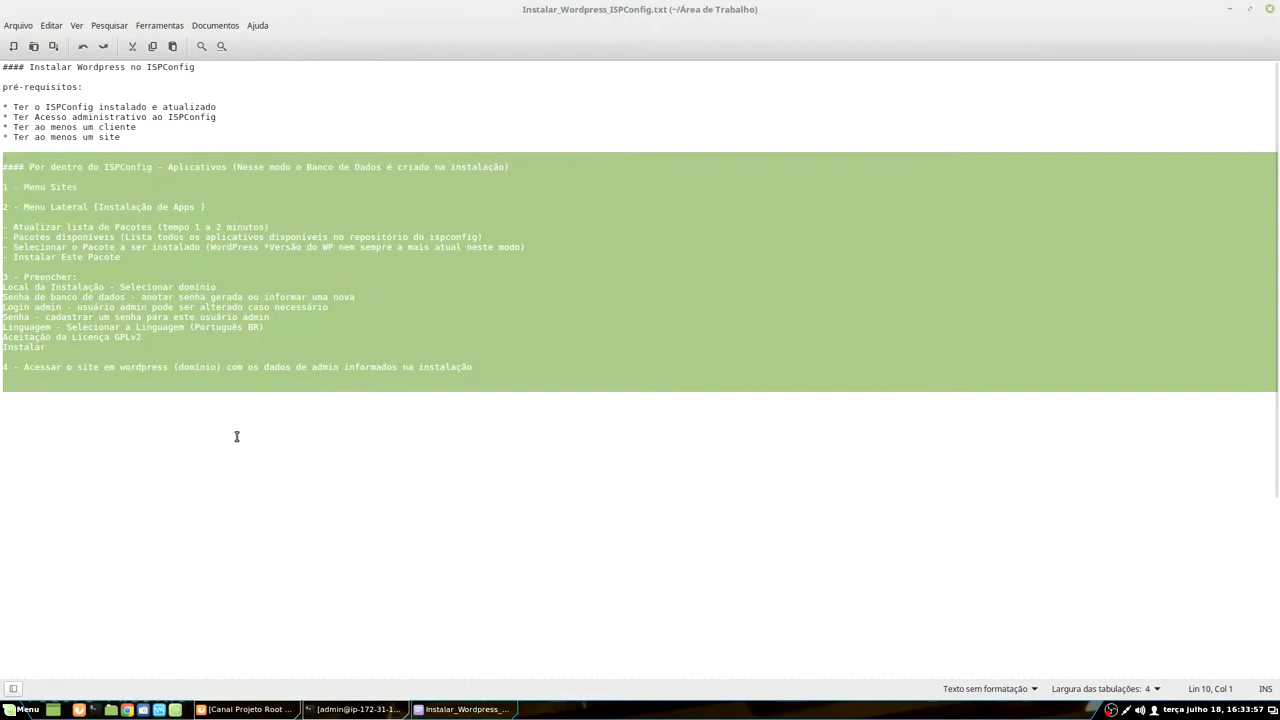 Instalar_Wordpress_ISPConfig.txt (~/Área de Trabalho)
Arquivo Editar Ver Pesquisar Ferramentas Documentos Ajuda
#### Instalar Wordpress no ISPConfig
pré-requisitos:
* Ter o ISPConfig instalado e atualizado
* Ter Acesso administrativo ao ISPConfig
* Ter ao menos um cliente
* Ter ao menos um site
#### Por dentro do ISPConfig - Aplicativos (Nesse modo o Banco de Dados é criado na instalação)
1 - Menu Sites
2 - Menu Lateral [Instalação de Apps ]
- Atualizar lista de Pacotes (tempo 1 a 2 minutos)
- Pacotes disponíveis (Lista todos os aplicativos disponíveis no repositório do ispconfig)
- Selecionar o Pacote a ser instalado (WordPress *Versão do WP nem sempre a mais atual neste modo)
- Instalar Este Pacote
3 - Preencher:
Local da Instalação - Selecionar domínio
Senha de banco de dados - anotar senha gerada ou informar uma nova
Login admin - usuário admin pode ser alterado caso necessário
Senha - cadastrar um senha para este usuário admin
Linguagem - Selecionar a Linguagem (Português BR)
Aceitação da Licença GPLv2
Instalar
4 - Acessar o site em wordpress (domínio) com os dados de admin informados na instalação
Texto sem formatação Largura das tabulações: 4 Lin 10, Col 1 INS
Menu [Canal Projeto Root ... [admin@ip-172-31-1... Instalar_Wordpress_... terça julho 18, 16:33:57